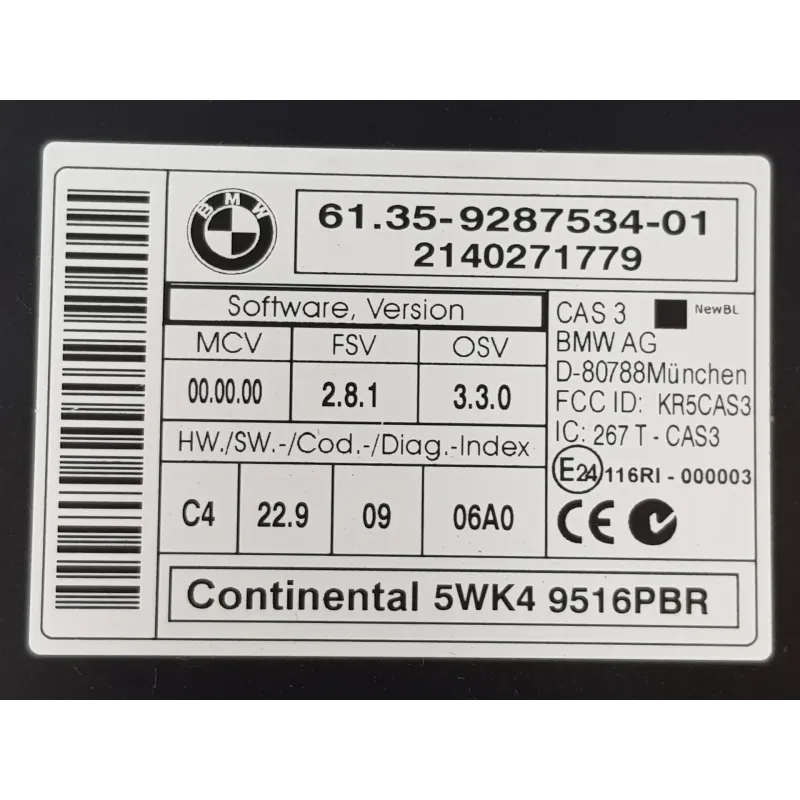 BMW
61.35-9287534-01
2140271779
Software, Version
MCV FSV OSV
00.00.00 2.8.1 3.3.0
HW./SW.-/Cod.-/Diag.-Index
C4 22.9 09 06A0
CAS 3 NewBL
BMW AG
D-80788München
FCC ID: KR5CAS3
IC: 267 T - CAS3
E24 116RI - 000003
CE
Continental 5WK4 9516PBR